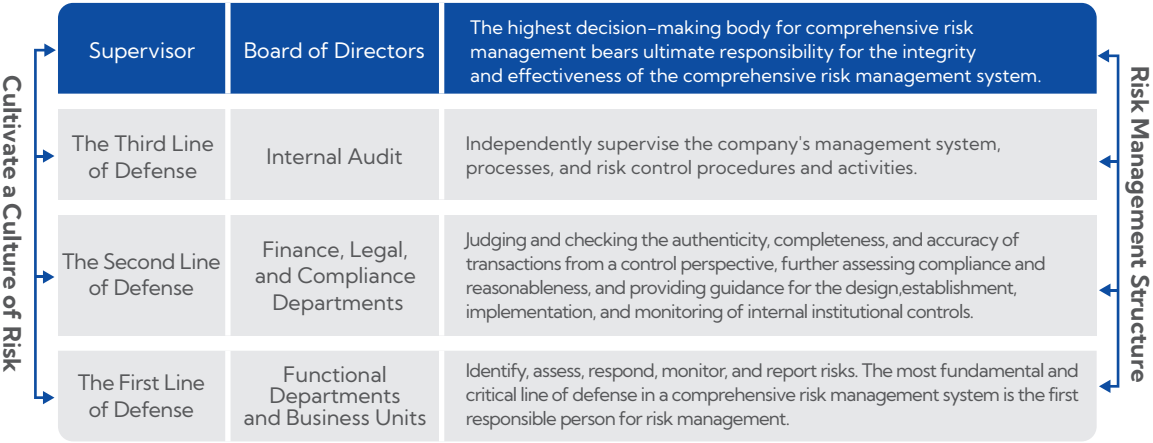 Cultivate a Culture of Risk
Supervisor
Board of Directors
The highest decision-making body for comprehensive risk
management bears ultimate responsibility for the integrity
and effectiveness of the comprehensive risk management system.
The Third Line
of Defense
Internal Audit
Independently supervise the company's management system,
processes, and risk control procedures and activities.
The Second Line
of Defense
Finance, Legal,
and Compliance
Departments
Judging and checking the authenticity, completeness, and accuracy of
transactions from a control perspective, further assessing compliance and
reasonableness, and providing guidance for the design,establishment,
implementation, and monitoring of internal institutional controls.
The First Line
of Defense
Functional
Departments
and Business Units
Identify, assess, respond, monitor, and report risks. The most fundamental and
critical line of defense in a comprehensive risk management system is the first
responsible person for risk management.
Risk Management Structure